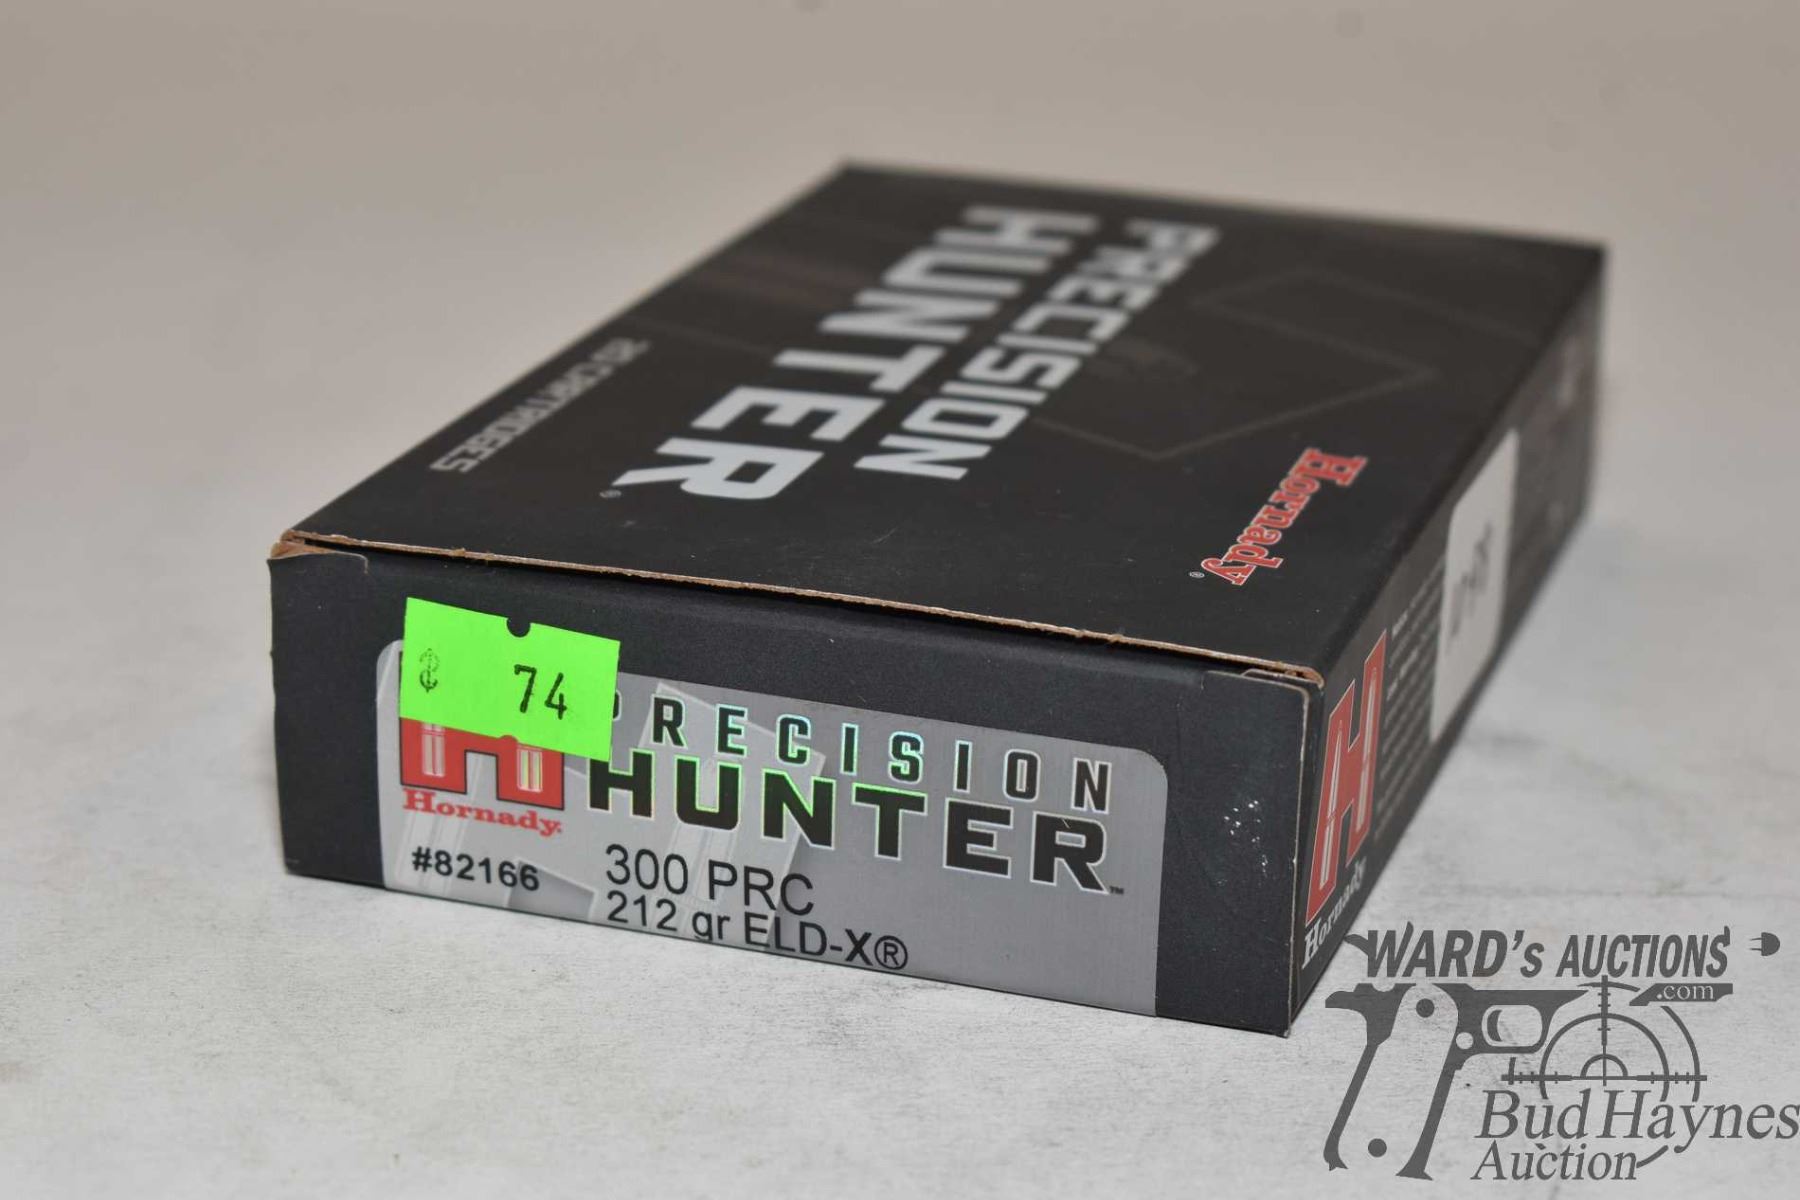 PRECISION
HUNTER®
20 CARTRIDGES
Hornady®
$ 74
PRECISION
HUNTER™
H
Hornady.
#82166
300 PRC
212 gr ELD-X®
H
Hornady
WARD's AUCTIONS
.com
Bud Haynes
Auction